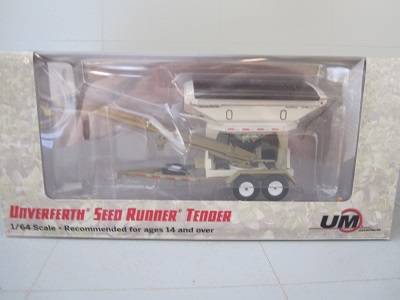 UNVERFERTH® SEED RUNNER® TENDER
1/64 Scale • Recommended for ages 14 and over
UM